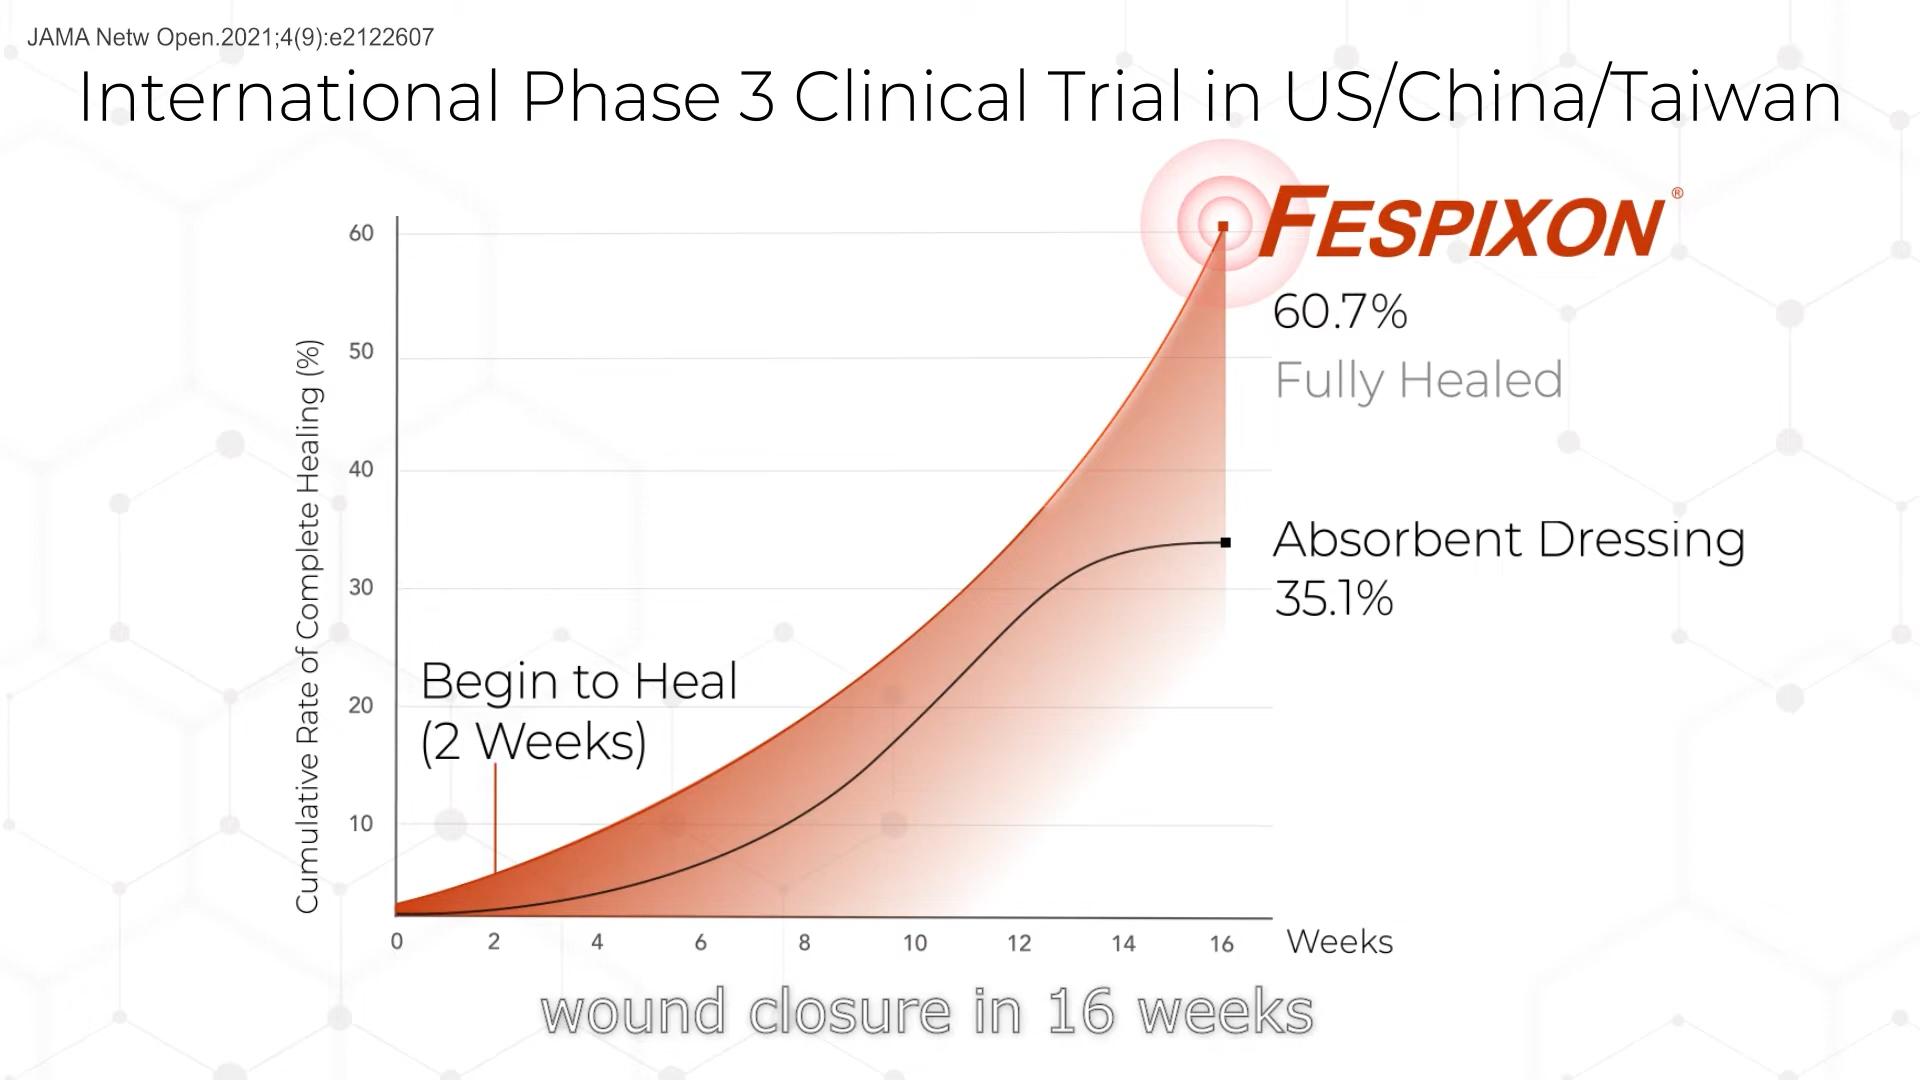 JAMA Netw Open.2021;4(9):e2122607
International Phase 3 Clinical Trial in US/China/Taiwan
FESPIXON®
60.7%
Fully Healed
Absorbent Dressing
35.1%
Begin to Heal
(2 Weeks)
Cumulative Rate of Complete Healing (%)
60
50
40
30
20
10
0 2 4 6 8 10 12 14 16 Weeks
wound closure in 16 weeks